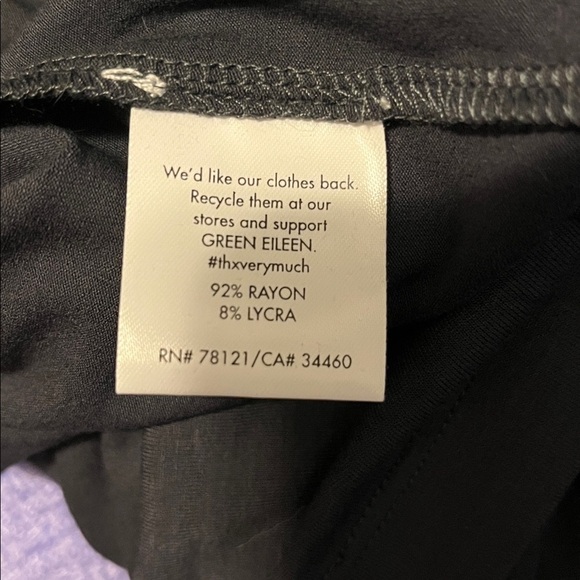 We'd like our clothes back.
Recycle them at our
stores and support
GREEN EILEEN.
#thxverymuch
92% RAYON
8% LYCRA
RN# 78121/CA# 34460